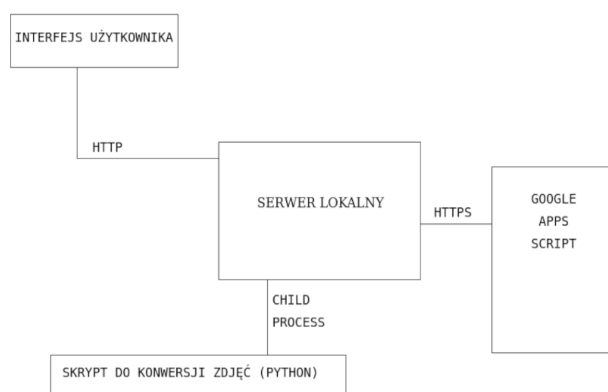 INTERFEJS UŻYTKOWNIKA
HTTP
SERWER LOKALNY
HTTPS
GOOGLE
APPS
SCRIPT
CHILD
PROCESS
SKRYPT DO KONWERSJI ZDJĘĆ (PYTHON)